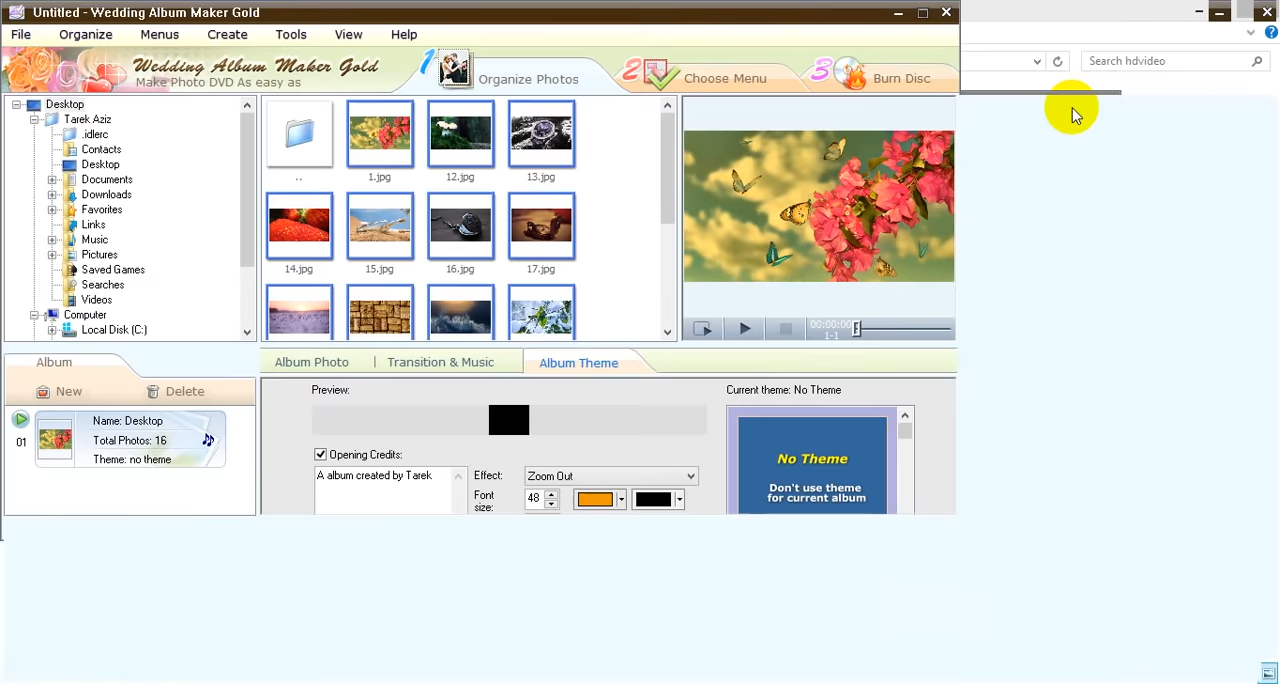 Untitled - Wedding Album Maker Gold
File Organize Menus Create Tools View Help
Wedding Album Maker Gold
Make Photo DVD As easy as
1 Organize Photos
2 Choose Menu
3 Burn Disc
Search hdvideo
Desktop
Tarek Aziz
.idlerc
Contacts
Desktop
Documents
Downloads
Favorites
Links
Music
Pictures
Saved Games
Searches
Videos
Computer
Local Disk (C:)
..
1.jpg
12.jpg
13.jpg
14.jpg
15.jpg
16.jpg
17.jpg
00:00:00
1-1
Album
New Delete
01
Name: Desktop
Total Photos: 16
Theme: no theme
Album Photo | Transition & Music
Album Theme
Preview:
Current theme: No Theme
Opening Credits:
A album created by Tarek
Effect: Zoom Out
Font size: 48
No Theme
Don't use theme
for current album